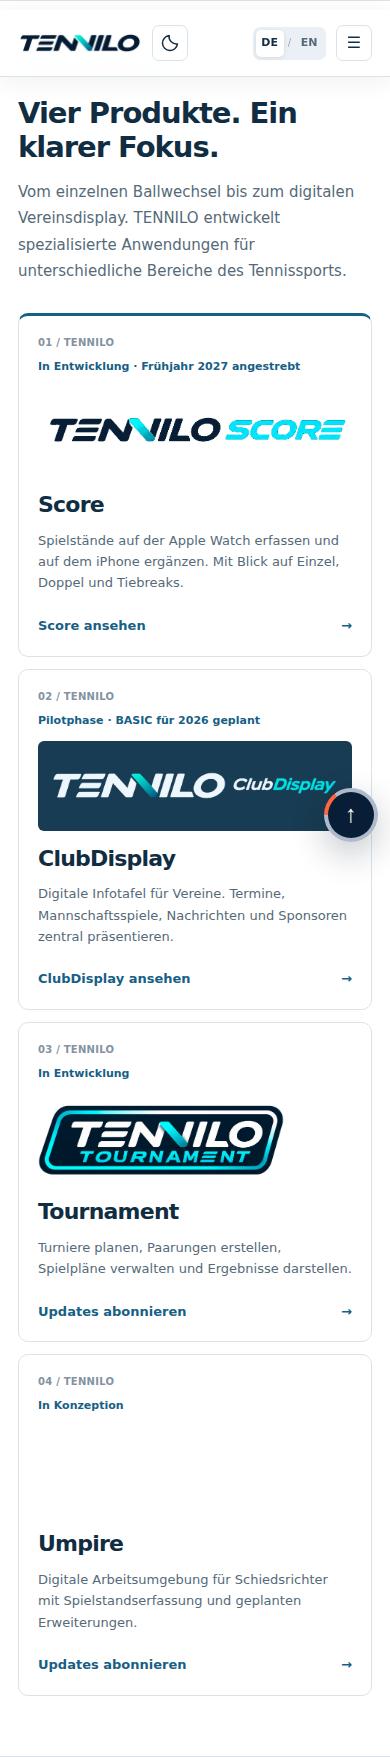 TENNILO
DE / EN
Vier Produkte. Ein
klarer Fokus.
Vom einzelnen Ballwechsel bis zum digitalen
Vereinsdisplay. TENNILO entwickelt
spezialisierte Anwendungen für
unterschiedliche Bereiche des Tennissports.
01 / TENNILO
In Entwicklung · Frühjahr 2027 angestrebt
TENNILO SCORE
Score
Spielstände auf der Apple Watch erfassen und
auf dem iPhone ergänzen. Mit Blick auf Einzel,
Doppel und Tiebreaks.
Score ansehen →
02 / TENNILO
Pilotphase · BASIC für 2026 geplant
TENNILO ClubDisplay
↑
ClubDisplay
Digitale Infotafel für Vereine. Termine,
Mannschaftsspiele, Nachrichten und Sponsoren
zentral präsentieren.
ClubDisplay ansehen →
03 / TENNILO
In Entwicklung
TENNILO
TOURNAMENT
Tournament
Turniere planen, Paarungen erstellen,
Spielpläne verwalten und Ergebnisse darstellen.
Updates abonnieren →
04 / TENNILO
In Konzeption
Umpire
Digitale Arbeitsumgebung für Schiedsrichter
mit Spielstandserfassung und geplanten
Erweiterungen.
Updates abonnieren →